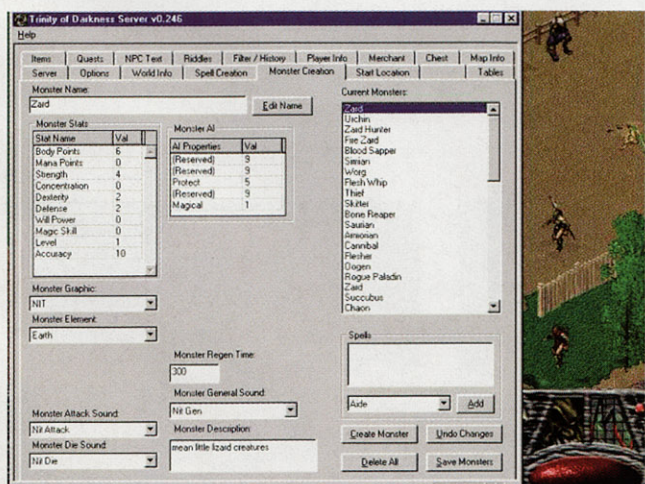 Trinity of Darkness Server v0.246
Help
Items Quests NPC Text Riddles Filter / History Player Info Merchant Chest Map Info
Server Options World Info Spell Creation Monster Creation Start Location Tables
Monster Name:
Zard
Edit Name
Monster Stats
Stat Name Val
Body Points 6
Mana Points 0
Strength 4
Concentration 0
Dexterity 2
Defense 2
Will Power 0
Magic Skill 0
Level 1
Accuracy 10
Monster AI
AI Properties Val
(Reserved) 9
(Reserved) 9
Protect 5
(Reserved) 9
Magical 1
Current Monsters:
Zard
Urchin
Zard Hunter
Fire Zard
Blood Sapper
Simian
Worg
Flesh Whip
Thief
Skitter
Bone Reaper
Saurian
Armorian
Cannibal
Flesher
Oogen
Rogue Paladin
Zard
Succubus
Chaon
Monster Graphic:
NIT
Monster Element:
Earth
Monster Regen Time:
300
Monster General Sound:
Nit Gen
Monster Attack Sound:
Nit Attack
Monster Die Sound:
Nit Die
Monster Description:
mean little lizard creatures
Spells
Aide
Add
Create Monster
Undo Changes
Delete All
Save Monsters